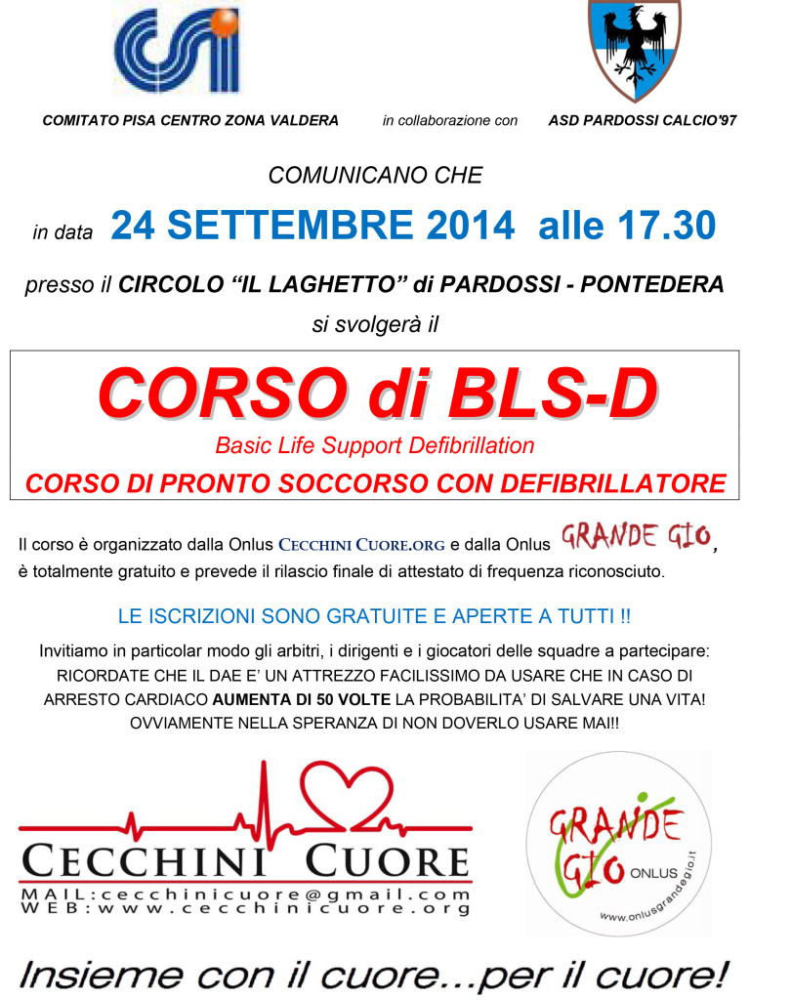 CSi
COMITATO PISA CENTRO ZONA VALDERA in collaborazione con ASD PARDOSSI CALCIO'97
COMUNICANO CHE
in data 24 SETTEMBRE 2014 alle 17.30
presso il CIRCOLO “IL LAGHETTO” di PARDOSSI - PONTEDERA
si svolgerà il
CORSO di BLS-D
Basic Life Support Defibrillation
CORSO DI PRONTO SOCCORSO CON DEFIBRILLATORE
Il corso è organizzato dalla Onlus CECCHINI CUORE.ORG e dalla Onlus GRANDE GIO,
è totalmente gratuito e prevede il rilascio finale di attestato di frequenza riconosciuto.
LE ISCRIZIONI SONO GRATUITE E APERTE A TUTTI !!
Invitiamo in particolar modo gli arbitri, i dirigenti e i giocatori delle squadre a partecipare:
RICORDATE CHE IL DAE E’ UN ATTREZZO FACILISSIMO DA USARE CHE IN CASO DI
ARRESTO CARDIACO AUMENTA DI 50 VOLTE LA PROBABILITA’ DI SALVARE UNA VITA!
OVVIAMENTE NELLA SPERANZA DI NON DOVERLO USARE MAI!!
CECCHINI CUORE
MAIL:cecchinicuore@gmail.com
WEB:www.cecchinicuore.org
GRANDE
GIO ONLUS
www.onlusgrandegio.it
Insieme con il cuore...per il cuore!